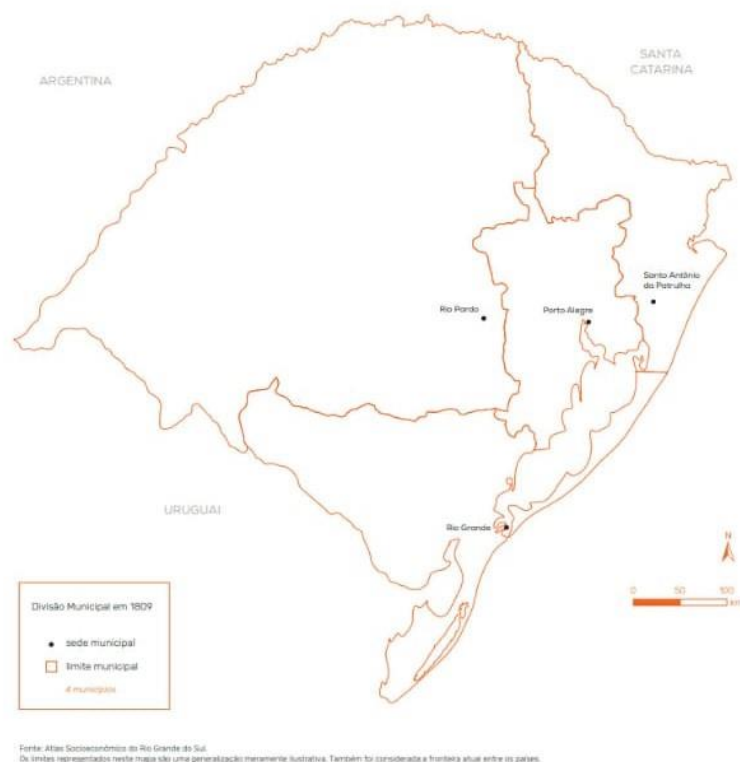 ARGENTINA
SANTA
CATARINA
Santo Antônio
da Patrulha
Rio Pardo
Porto Alegre
URUGUAI
Rio Grande
N
0 50 100
km
Divisão Municipal em 1809
sede municipal
limite municipal
4 municípios
Fonte: Atlas Socioeconômico do Rio Grande do Sul.
Os limites representados neste mapa são uma generalização meramente ilustrativa. Também foi considerada a fronteira atual entre os países.